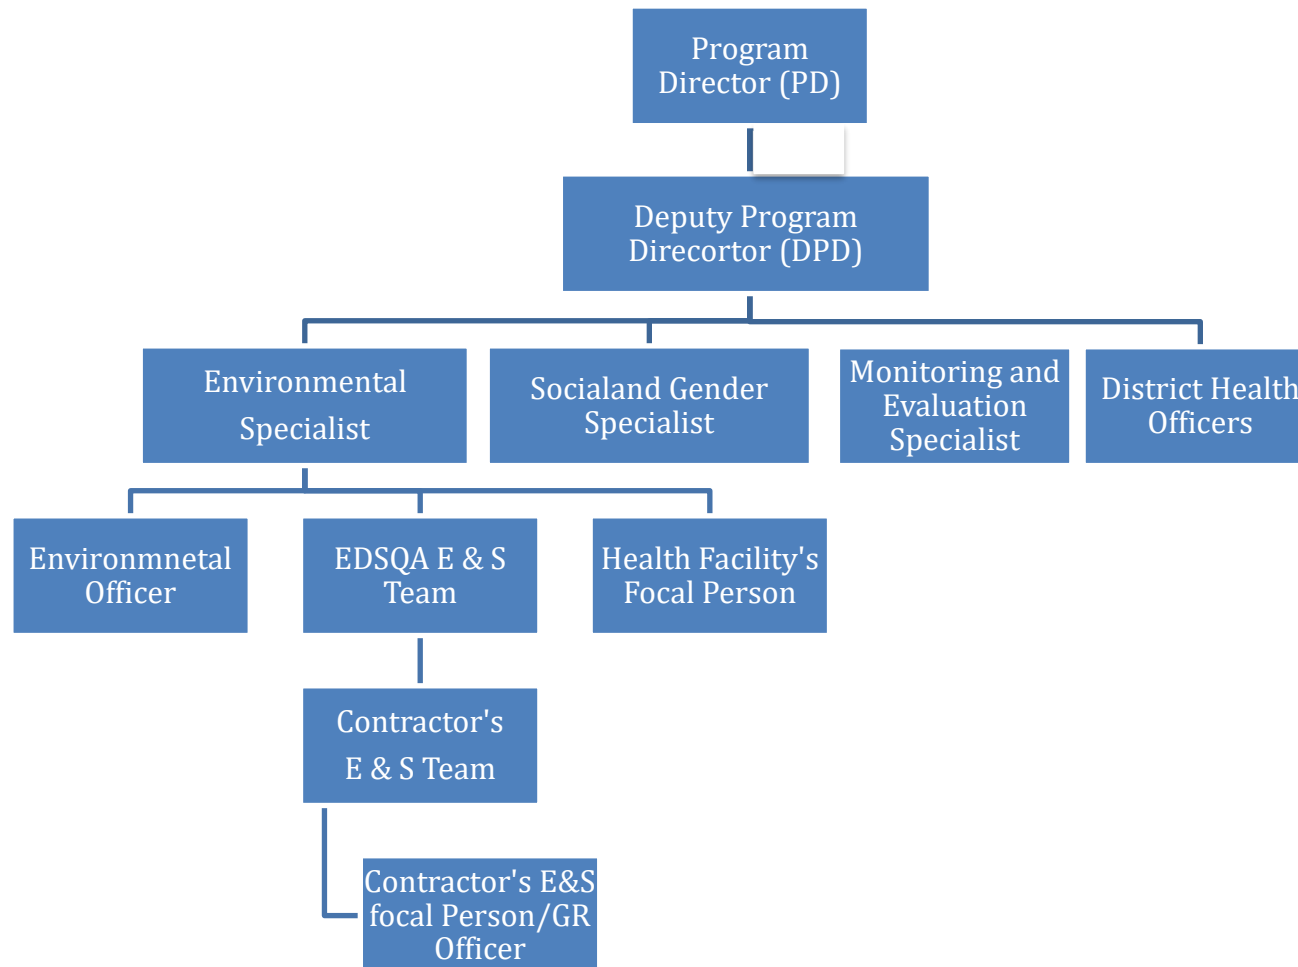 Program
Director (PD)
Deputy Program
Direcortor (DPD)
Environmental
Specialist
Socialand Gender
Specialist
Monitoring and
Evaluation
Specialist
District Health
Officers
Environmnetal
Officer
EDSQA E & S
Team
Health Facility's
Focal Person
Contractor's
E & S Team
Contractor's E&S
focal Person/GR
Officer